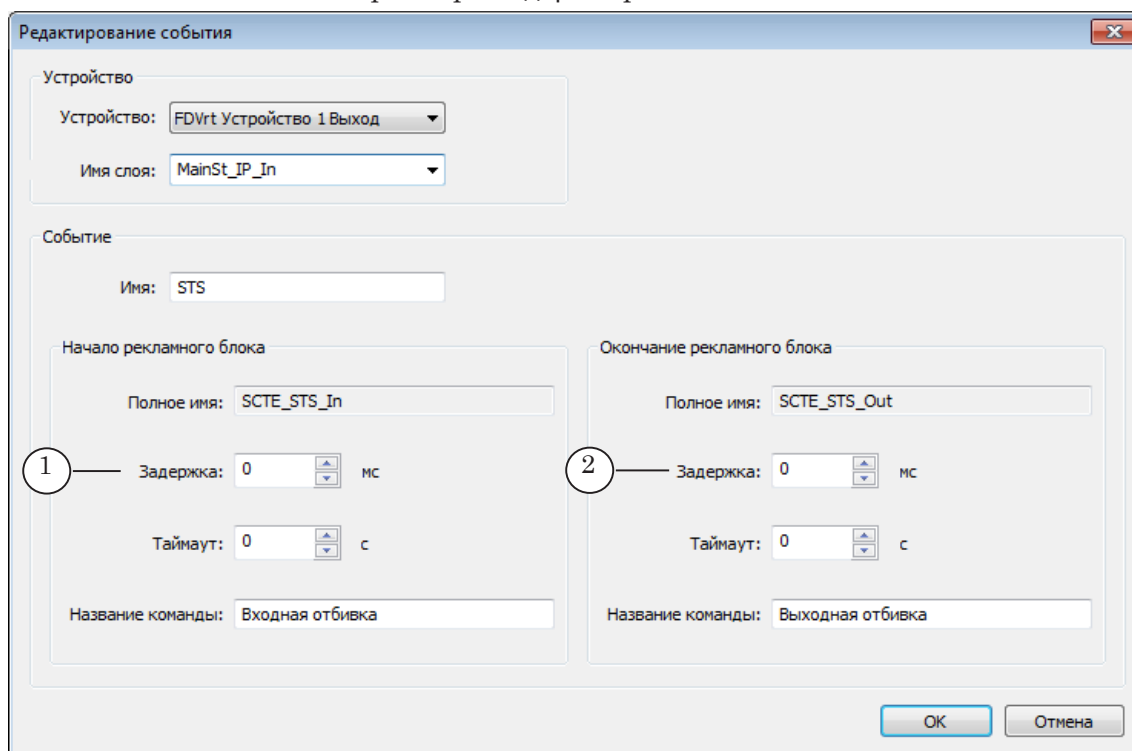 Редактирование события
Устройство
Устройство: FDVrt Устройство 1 Выход
Имя слоя: MainSt_IP_In
Событие
Имя: STS
Начало рекламного блока
Полное имя: SCTE_STS_In
1 Задержка: 0 мс
Таймаут: 0 с
Название команды: Входная отбивка
Окончание рекламного блока
Полное имя: SCTE_STS_Out
2 Задержка: 0 мс
Таймаут: 0 с
Название команды: Выходная отбивка
OK Отмена